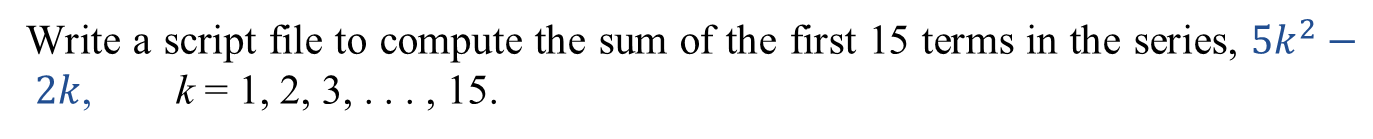 Write a script file to compute the sum of the first 15 terms in the series, 5k² −
2k, k = 1, 2, 3, . . . , 15.